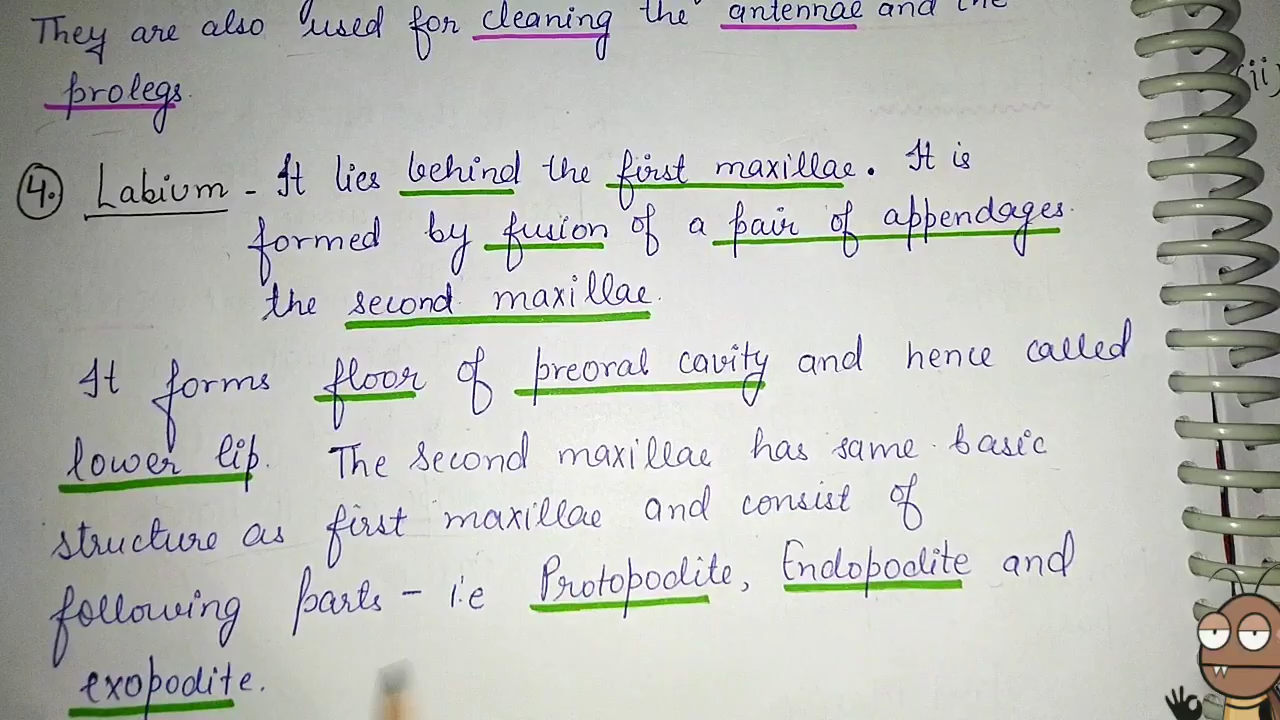 They are also used for cleaning the antennae and the
prolegs.
4. Labium - It lies behind the first maxillae. It is
formed by fusion of a pair of appendages.
the second maxillae.
It forms floor of preoral cavity and hence called
lower lip. The second maxillae has same basic
structure as first maxillae and consist of
following parts - i.e Protopodite, Endopodite and
exopodite.
(ii)